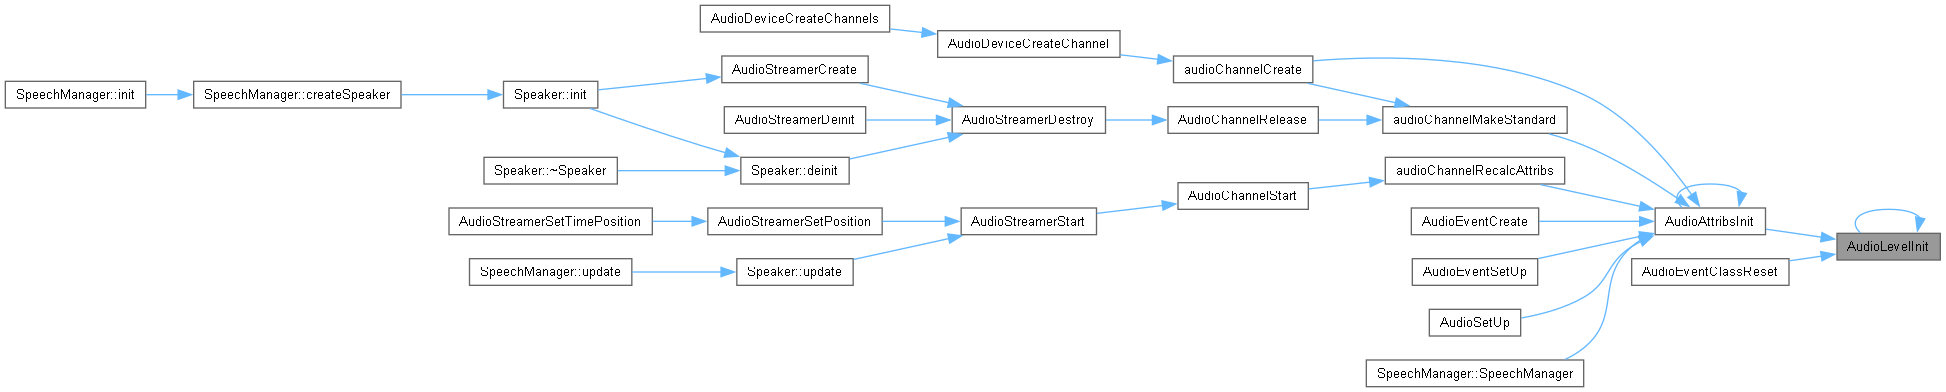 AudioDeviceCreateChannels
AudioDeviceCreateChannel
AudioStreamerCreate
audioChannelCreate
SpeechManager::init
SpeechManager::createSpeaker
Speaker::init
AudioStreamerDeinit
AudioStreamerDestroy
AudioChannelRelease
audioChannelMakeStandard
Speaker::~Speaker
Speaker::deinit
audioChannelRecalcAttribs
AudioChannelStart
AudioStreamerSetTimePosition
AudioStreamerSetPosition
AudioStreamerStart
AudioEventCreate
AudioAttribsInit
AudioLevelInit
SpeechManager::update
Speaker::update
AudioEventSetUp
AudioEventClassReset
AudioSetUp
SpeechManager::SpeechManager